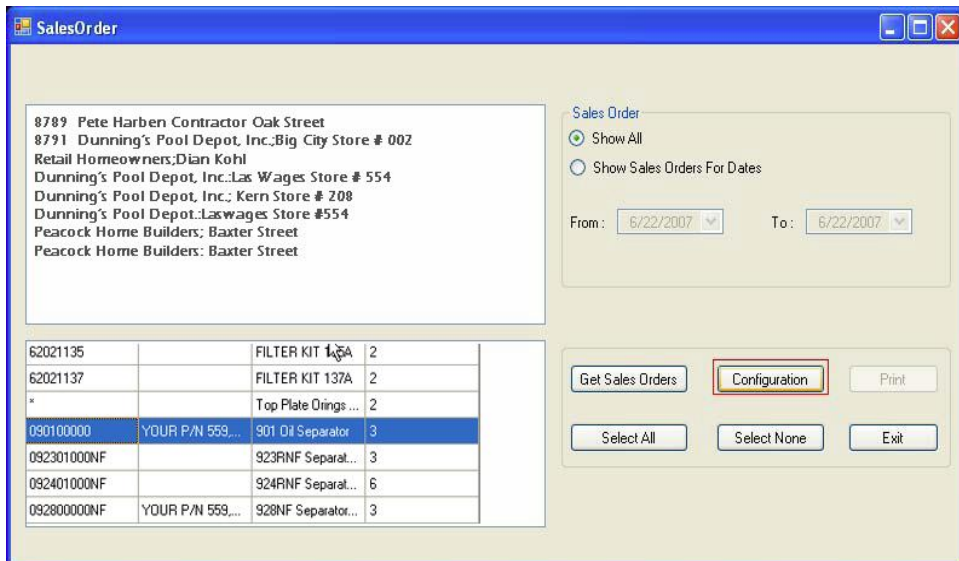 SalesOrder
8789 Pete Harben Contractor Oak Street
8791 Dunning's Pool Depot, Inc.;Big City Store # 002
Retail Homeowners;Dian Kohl
Dunning's Pool Depot, Inc.:Las Wages Store # 554
Dunning's Pool Depot, Inc.; Kern Store # 208
Dunning's Pool Depot.:Laswages Store #554
Peacock Home Builders; Baxter Street
Peacock Home Builders: Baxter Street
Sales Order
Show All
Show Sales Orders For Dates
From : 6/22/2007 To : 6/22/2007
62021135 FILTER KIT 2
62021137 FILTER KIT 137A 2
* Top Plate Orings ... 2
090100000 YOUR P/N 559,... 901 Oil Separator 3
092301000NF 923RNF Separat... 3
092401000NF 924RNF Separat... 6
092800000NF YOUR P/N 559,... 928NF Separator... 3
Get Sales Orders Configuration Print
Select All Select None Exit